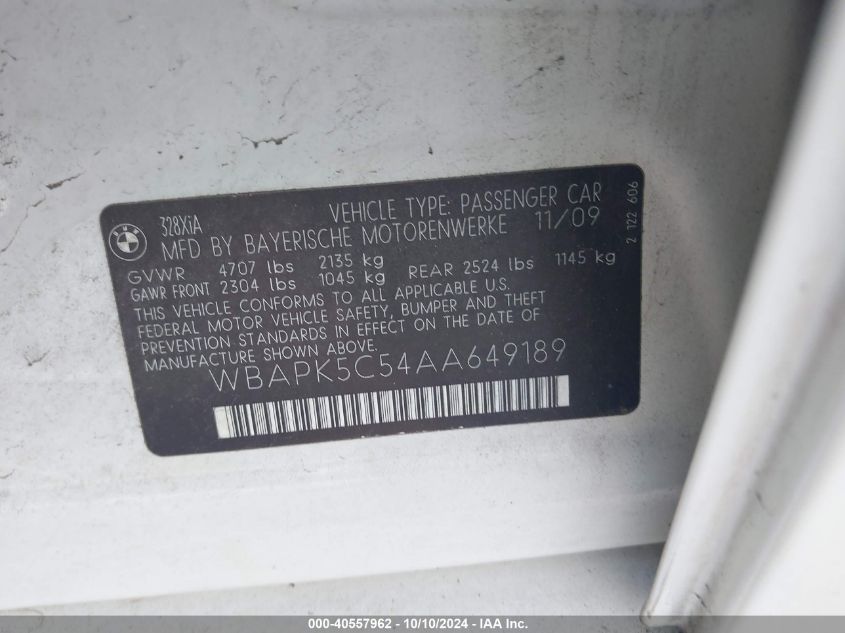 BMW
328XiA
VEHICLE TYPE: PASSENGER CAR
MFD BY BAYERISCHE MOTORENWERKE 11/09
GVWR 4707 lbs 2135 kg
GAWR FRONT 2304 lbs 1045 kg REAR 2524 lbs 1145 kg
THIS VEHICLE CONFORMS TO ALL APPLICABLE U.S.
FEDERAL MOTOR VEHICLE SAFETY, BUMPER AND THEFT
PREVENTION STANDARDS IN EFFECT ON THE DATE OF
MANUFACTURE SHOWN ABOVE.
WBAPK5C54AA649189
2 122 606
000-40557962 - 10/10/2024 - IAA Inc.